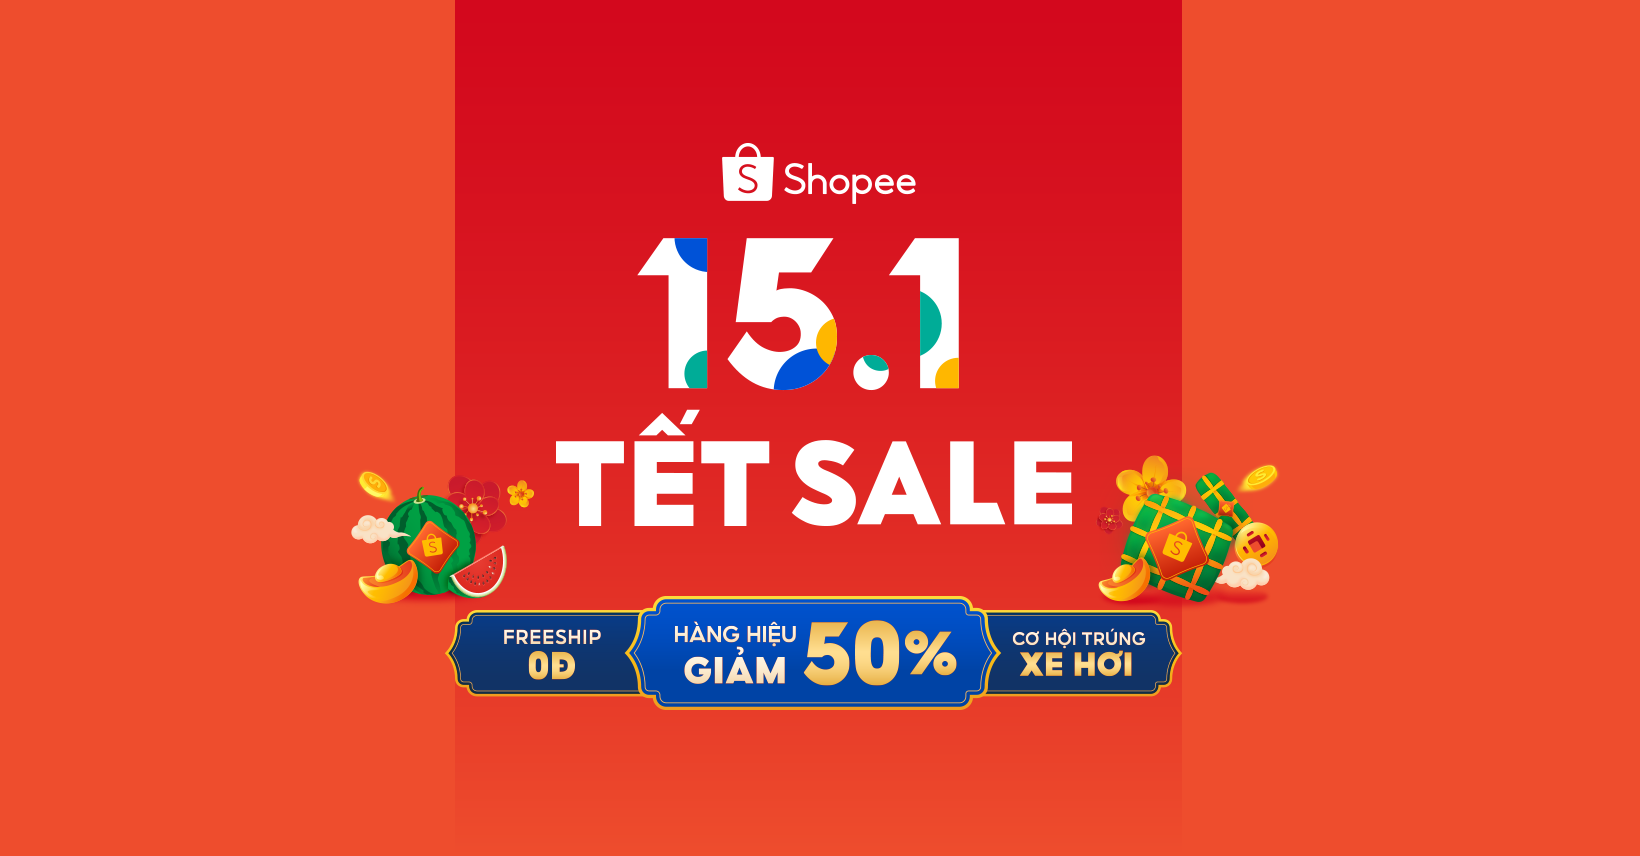 Shopee
15.1
TẾT SALE
FREESHIP
0Đ
HÀNG HIỆU
GIẢM 50%
CƠ HỘI TRÚNG
XE HƠI